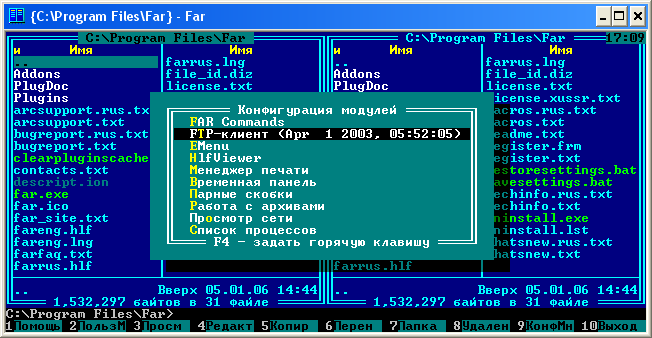 {C:\Program Files\Far} - Far
C:\Program Files\Far
C:\Program Files\Far 17:09
и Имя Имя
и Имя Имя
.. farrus.lng
.. farrus.lng
Addons file_id.diz
Addons file_id.diz
PlugDoc license.txt
PlugDoc license.txt
Plugins
Plugins license.xussr.txt
arcsupport.rus.tx
acros.rus.txt
arcsupport.txt
acros.txt
bugreport.rus.txt
eadme.txt
bugreport.txt
egister.frm
clearpluginscache
egister.txt
contacts.txt
estoresettings.bat
descript.ion
avesettings.bat
far.exe
echinfo.rus.txt
far.ico
echinfo.txt
far_site.txt
ninstall.exe
fareng.hlf
ninstall.lst
fareng.lng
hatsnew.rus.txt
farfaq.txt
hatsnew.txt
farrus.hlf
farrus.hlf
Конфигурация модулей
FAR Commands
FTP-клиент (Apr 1 2003, 05:52:05)
EMenu
HlfViewer
Менеджер печати
Временная панель
Парные скобки
Работа с архивами
Просмотр сети
Список процессов
F4 - задать горячую клавишу
.. Вверх 05.01.06 14:44
.. Вверх 05.01.06 14:44
1,532,297 байтов в 31 файле
1,532,297 байтов в 31 файле
C:\Program Files\Far>
1Помощь 2ПользМ 3Просм 4Редакт 5Копир 6Перен 7Папка 8Удален 9КонфМн 10Выход